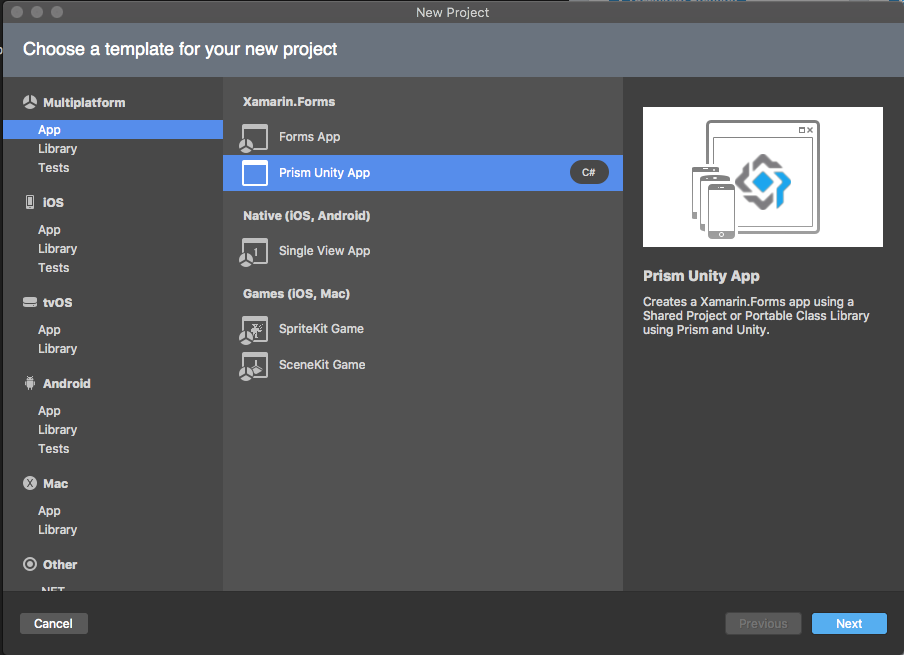 New Project
Choose a template for your new project
Multiplatform
App
Library
Tests
iOS
App
Library
Tests
tvOS
App
Library
Android
App
Library
Tests
Mac
App
Library
Other
.NET
Xamarin.Forms
Forms App
Prism Unity App
C#
Native (iOS, Android)
1
Single View App
Games (iOS, Mac)
SpriteKit Game
SceneKit Game
Prism Unity App
Creates a Xamarin.Forms app using a
Shared Project or Portable Class Library
using Prism and Unity.
Cancel
Previous
Next